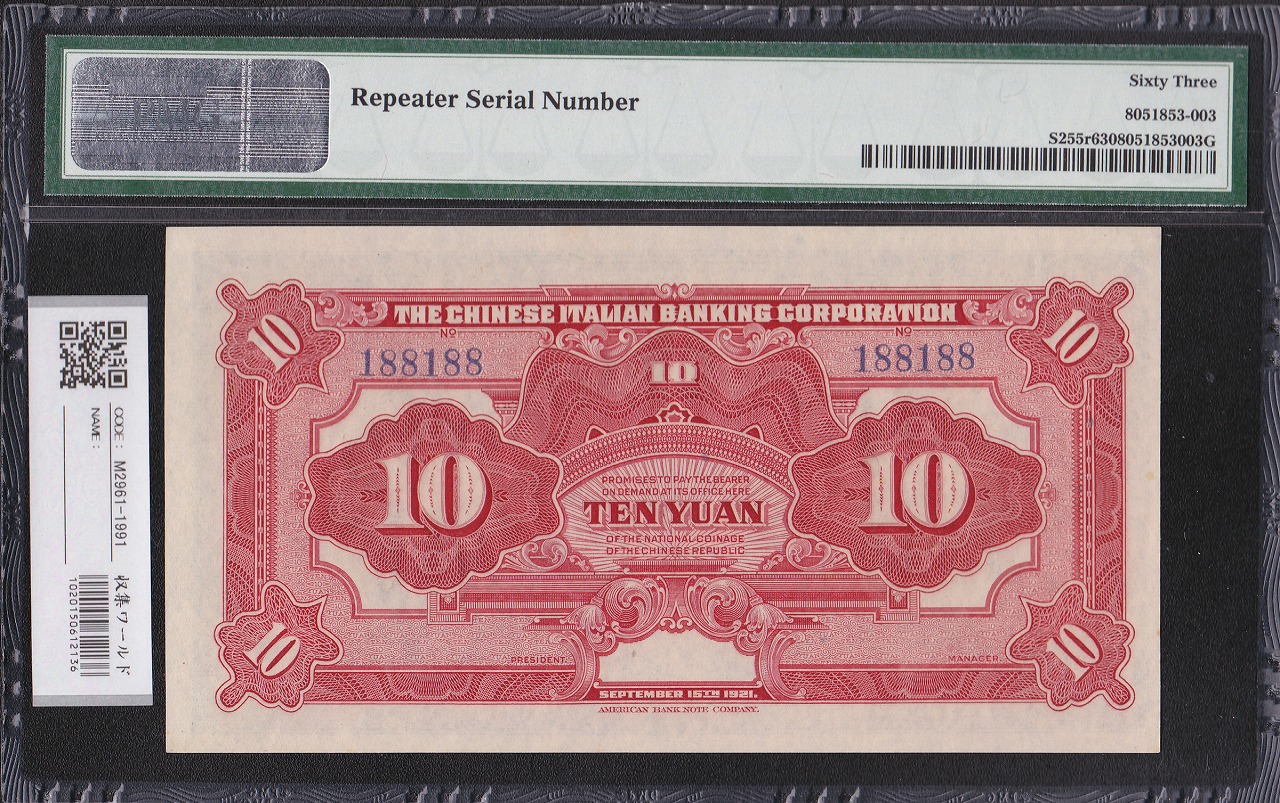 Repeater Serial Number
Sixty Three
8051853-003
S255r6308051853003G
THE CHINESE ITALIAN BANKING CORPORATION
10
10
Nº
Nº
188188
188188
10
10
10
PROMISES TO PAY THE BEARER
ON DEMAND AT ITS OFFICE HERE
TEN YUAN
OF THE NATIONAL COINAGE
OF THE CHINESE REPUBLIC
10
10
PRESIDENT.
MANAGER.
SEPTEMBER 15TH 1921.
AMERICAN BANK NOTE COMPANY.
CODE: M2961-1991
NAME:
収集ワールド
1020150612136